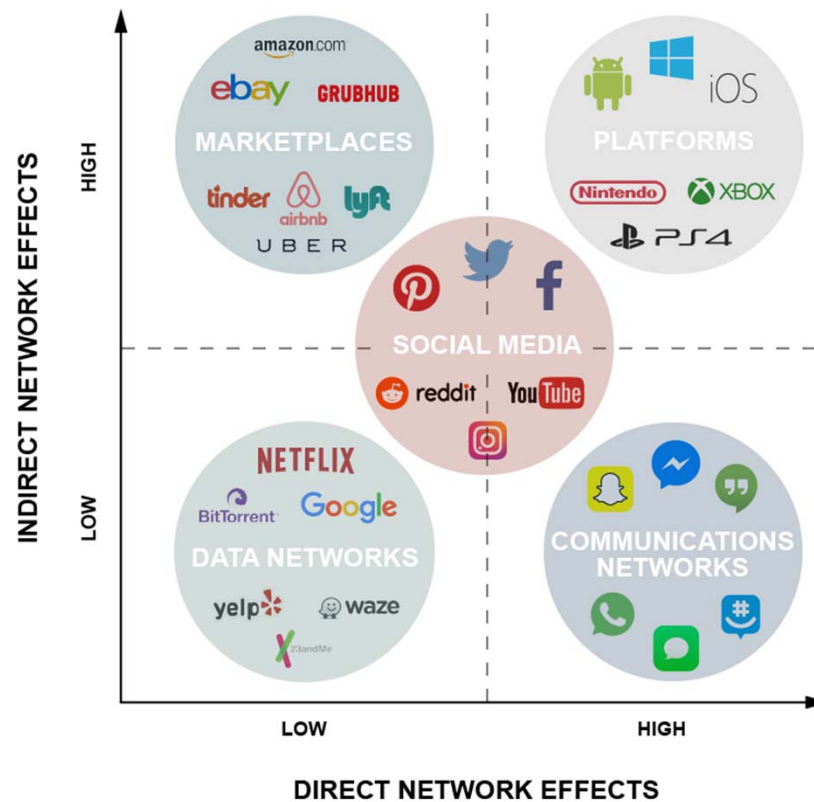 amazon.com
ebay
GRUBHUB
MARKETPLACES
tinder
airbnb
lyft
UBER
iOS
PLATFORMS
Nintendo
XBOX
PS4
SOCIAL MEDIA
reddit
YouTube
NETFLIX
BitTorrent
Google
DATA NETWORKS
yelp
waze
23andMe
COMMUNICATIONS
NETWORKS
INDIRECT NETWORK EFFECTS
HIGH
LOW
LOW
HIGH
DIRECT NETWORK EFFECTS